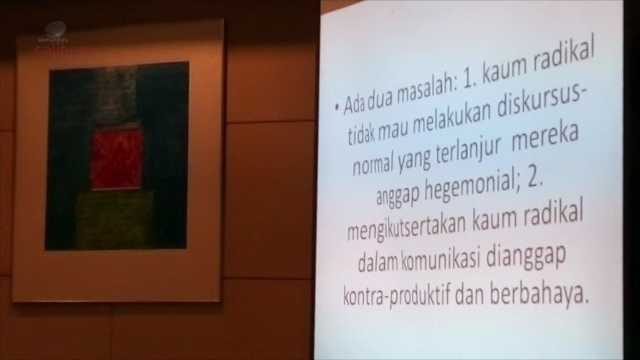 • Ada dua masalah: 1. kaum radikal
tidak mau melakukan diskursus-
normal yang terlanjur mereka
anggap hegemonial; 2.
mengikutsertakan kaum radikal
dalam komunikasi dianggap
kontra-produktif dan berbahaya.